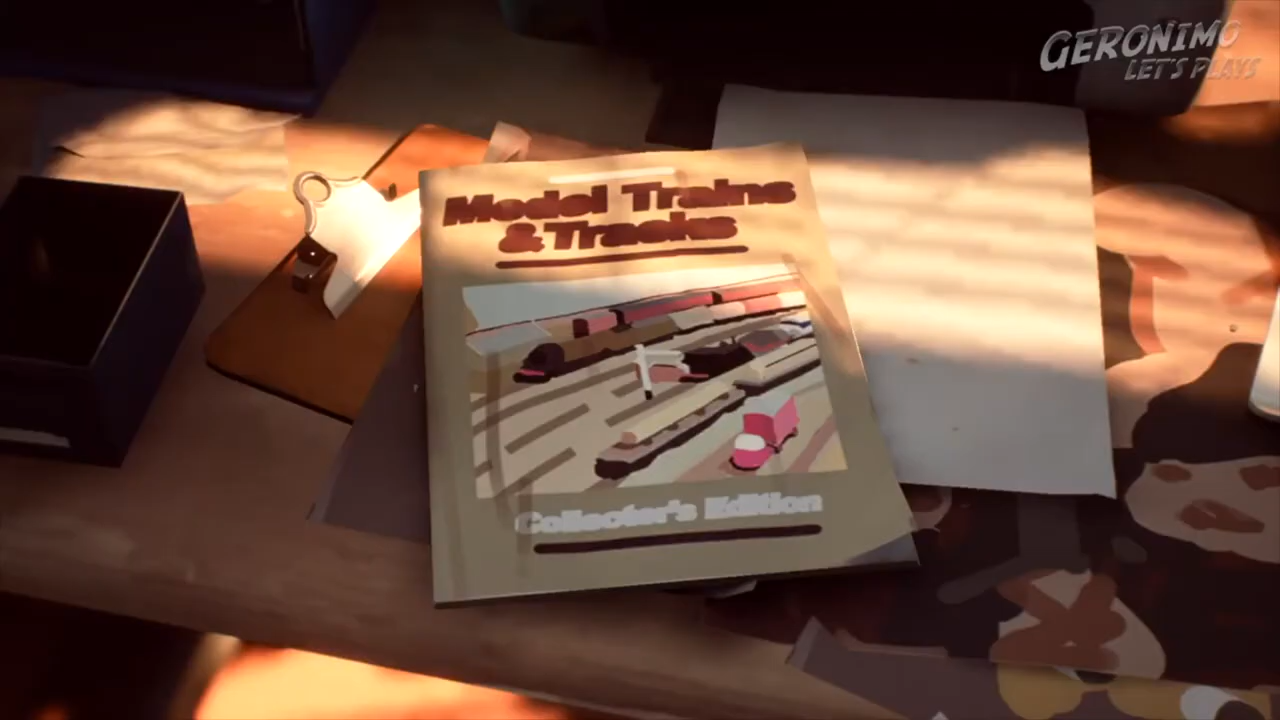 GERONIMO
LET'S PLAYS
Model Trains
& Tracks
Collector's Edition